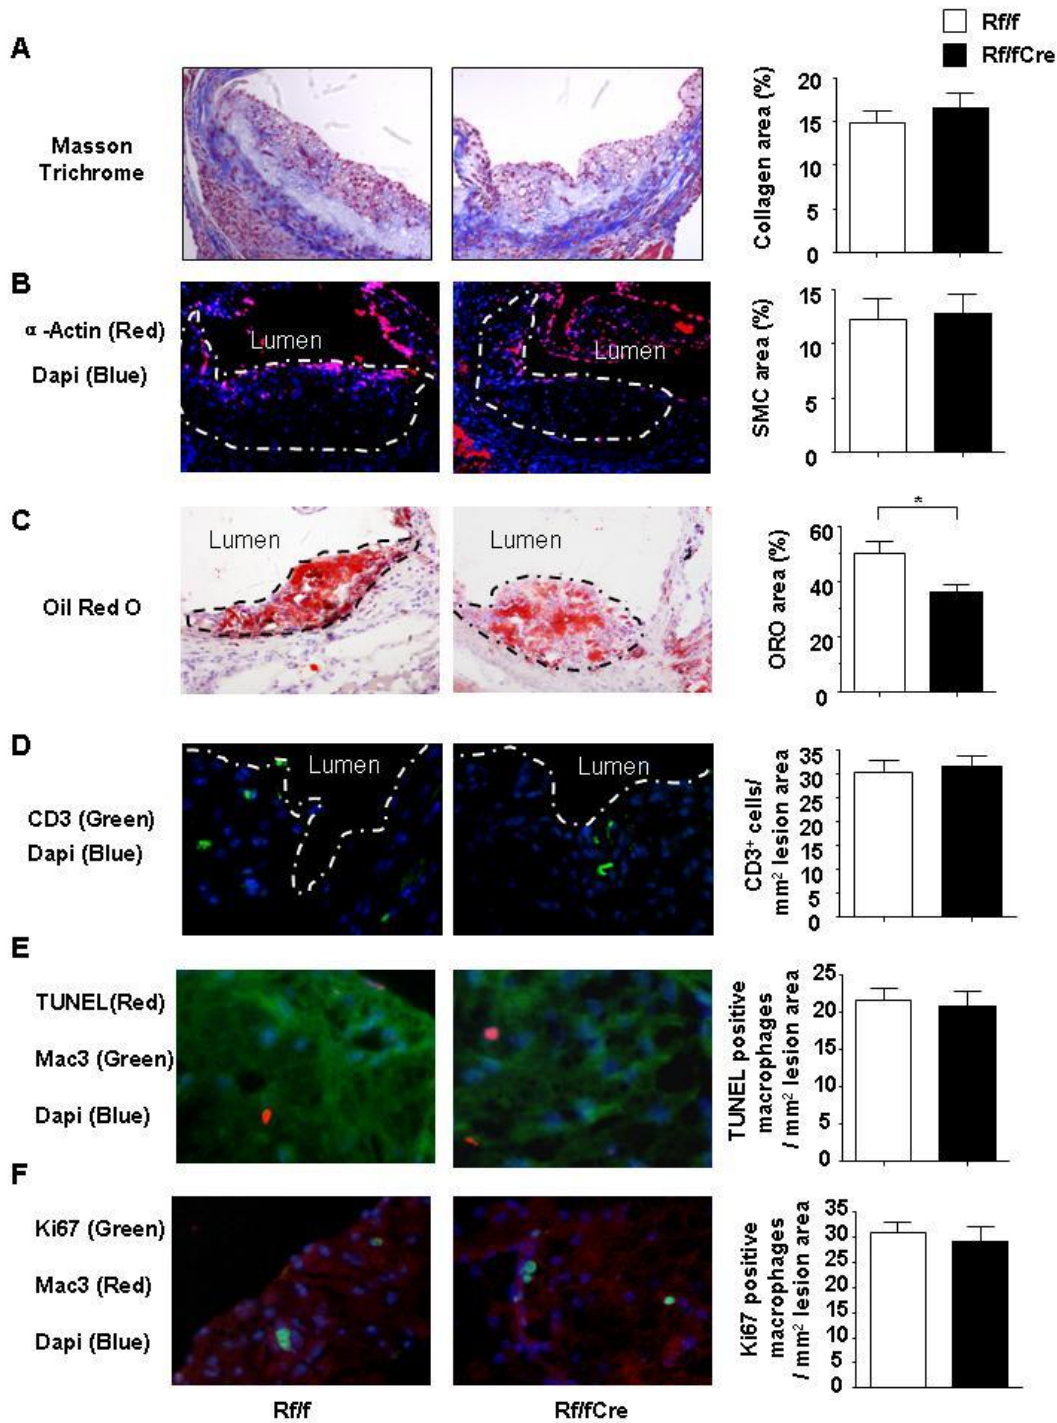 Rf/f
Rf/fCre
A
Masson
Trichrome
Collagen area (%)
20
15
10
5
0
B
α -Actin (Red)
Dapi (Blue)
Lumen
Lumen
SMC area (%)
15
10
5
0
C
Oil Red O
Lumen
Lumen
*
ORO area (%)
60
40
20
0
D
CD3 (Green)
Dapi (Blue)
Lumen
Lumen
CD3⁺ cells/
mm² lesion area
35
30
25
20
15
10
5
0
E
TUNEL(Red)
Mac3 (Green)
Dapi (Blue)
TUNEL positive
macrophages
/ mm² lesion area
25
20
15
10
5
0
F
Ki67 (Green)
Mac3 (Red)
Dapi (Blue)
Ki67 positive
macrophages
/ mm² lesion area
35
30
25
20
15
10
5
0
Rf/f
Rf/fCre